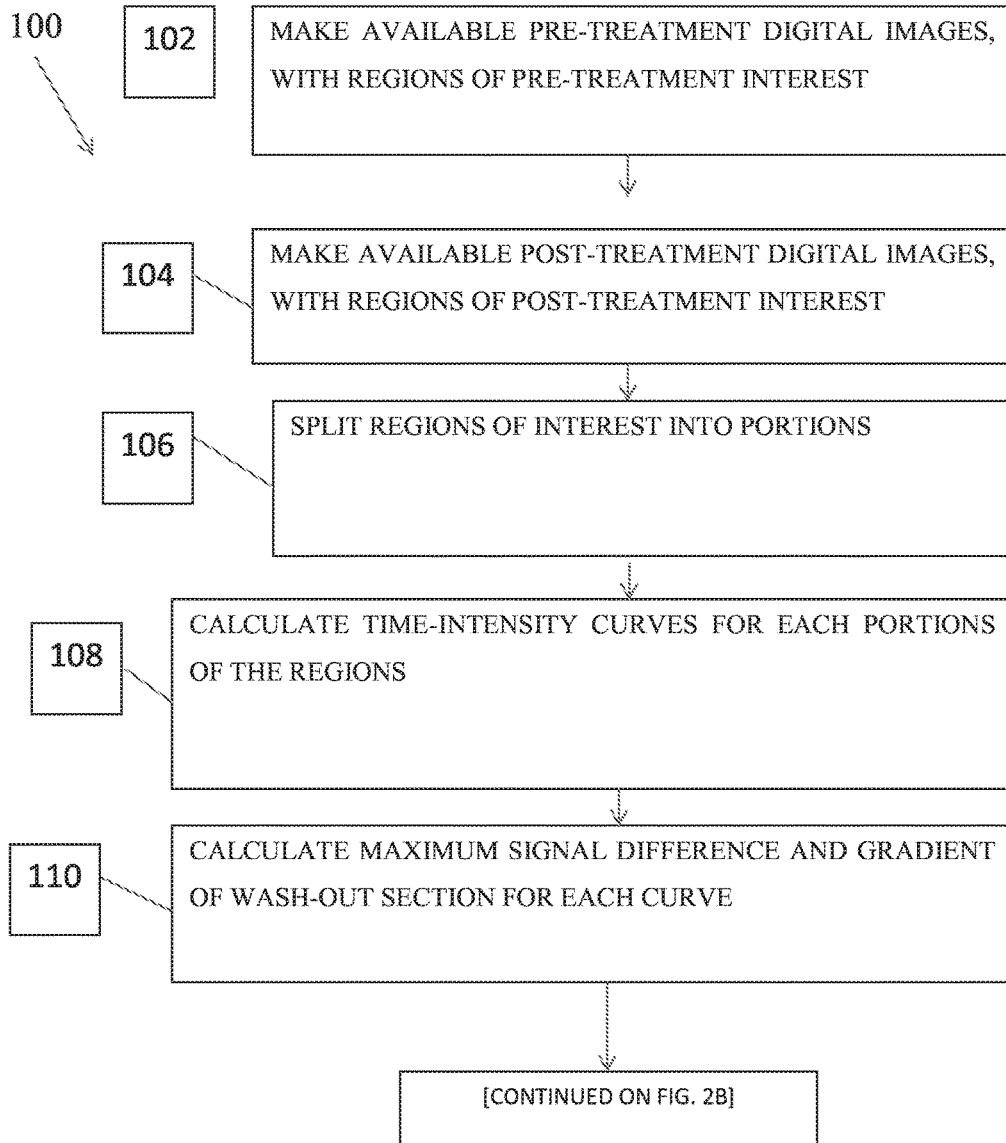 100
102
MAKE AVAILABLE PRE-TREATMENT DIGITAL IMAGES,
WITH REGIONS OF PRE-TREATMENT INTEREST
104
MAKE AVAILABLE POST-TREATMENT DIGITAL IMAGES,
WITH REGIONS OF POST-TREATMENT INTEREST
106
SPLIT REGIONS OF INTEREST INTO PORTIONS
108
CALCULATE TIME-INTENSITY CURVES FOR EACH PORTIONS
OF THE REGIONS
110
CALCULATE MAXIMUM SIGNAL DIFFERENCE AND GRADIENT
OF WASH-OUT SECTION FOR EACH CURVE
[CONTINUED ON FIG. 2B]